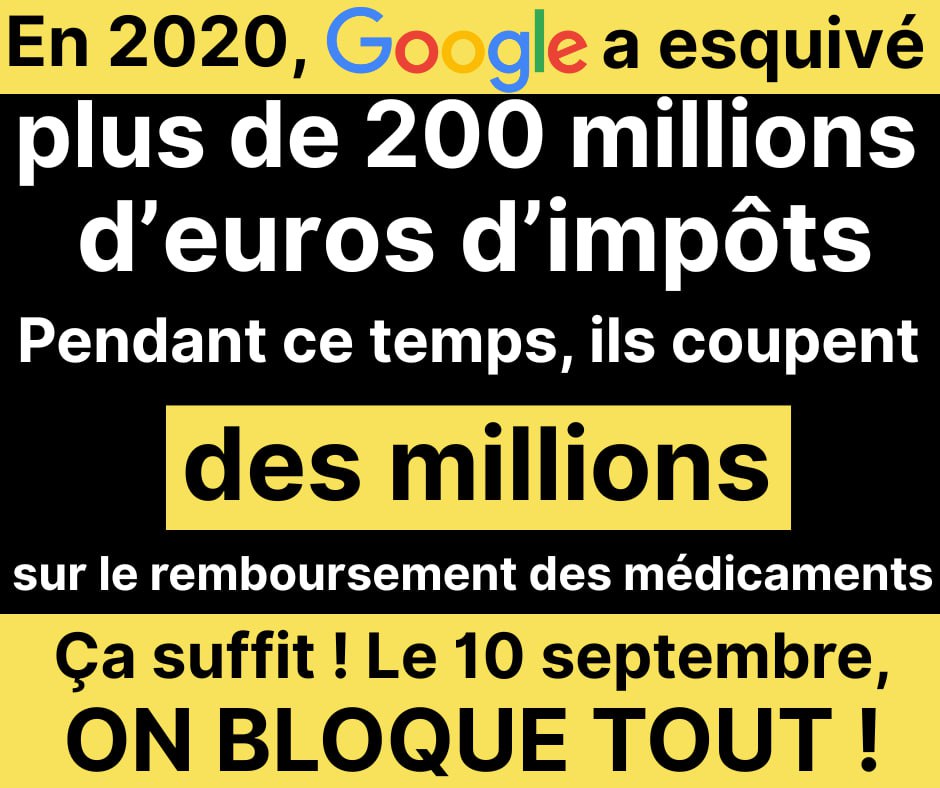 En 2020, Google a esquivé
plus de 200 millions
d’euros d’impôts
Pendant ce temps, ils coupent
des millions
sur le remboursement des médicaments
Ça suffit ! Le 10 septembre,
ON BLOQUE TOUT !